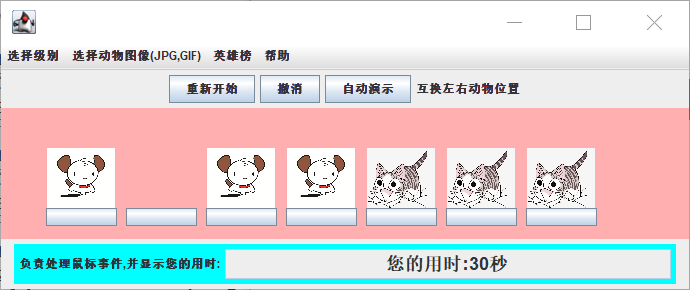 选择级别 选择动物图像(JPG,GIF) 英雄榜 帮助
重新开始 撤消 自动演示 互换左右动物位置
负责处理鼠标事件,并显示您的用时: 您的用时:30秒